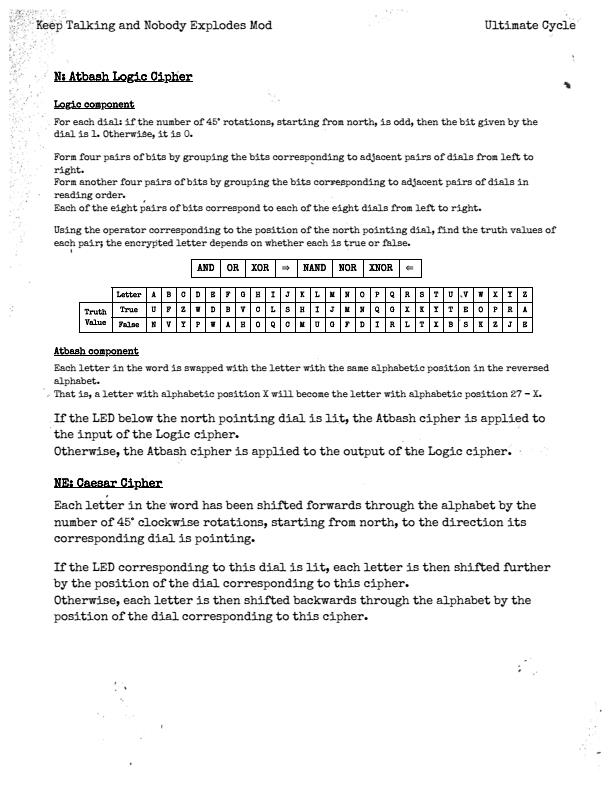 Keep Talking and Nobody Explodes Mod Ultimate Cycle
N: Atbash Logic Cipher
Logic component
For each dial: if the number of 45° rotations, starting from north, is odd, then the bit given by the
dial is 1. Otherwise, it is 0.
Form four pairs of bits by grouping the bits corresponding to adjacent pairs of dials from left to
right.
Form another four pairs of bits by grouping the bits corresponding to adjacent pairs of dials in
reading order.
Each of the eight pairs of bits correspond to each of the eight dials from left to right.
Using the operator corresponding to the position of the north pointing dial, find the truth values of
each pair; the encrypted letter depends on whether each is true or false.
AND OR XOR ⇒ NAND NOR XNOR ⇐
Letter A B C D E F G H I J K L M N O P Q R S T U V W X Y Z
Truth Value
True U F Z W D B V C L S H I J M N Q G X K Y T E O P R A
False N V Y P W A H O Q C M U G F D I R L T X B S K Z J E
Atbash component
Each letter in the word is swapped with the letter with the same alphabetic position in the reversed
alphabet.
That is, a letter with alphabetic position X will become the letter with alphabetic position 27 - X.
If the LED below the north pointing dial is lit, the Atbash cipher is applied to
the input of the Logic cipher.
Otherwise, the Atbash cipher is applied to the output of the Logic cipher.
NE: Caesar Cipher
Each letter in the word has been shifted forwards through the alphabet by the
number of 45° clockwise rotations, starting from north, to the direction its
corresponding dial is pointing.
If the LED corresponding to this dial is lit, each letter is then shifted further
by the position of the dial corresponding to this cipher.
Otherwise, each letter is then shifted backwards through the alphabet by the
position of the dial corresponding to this cipher.